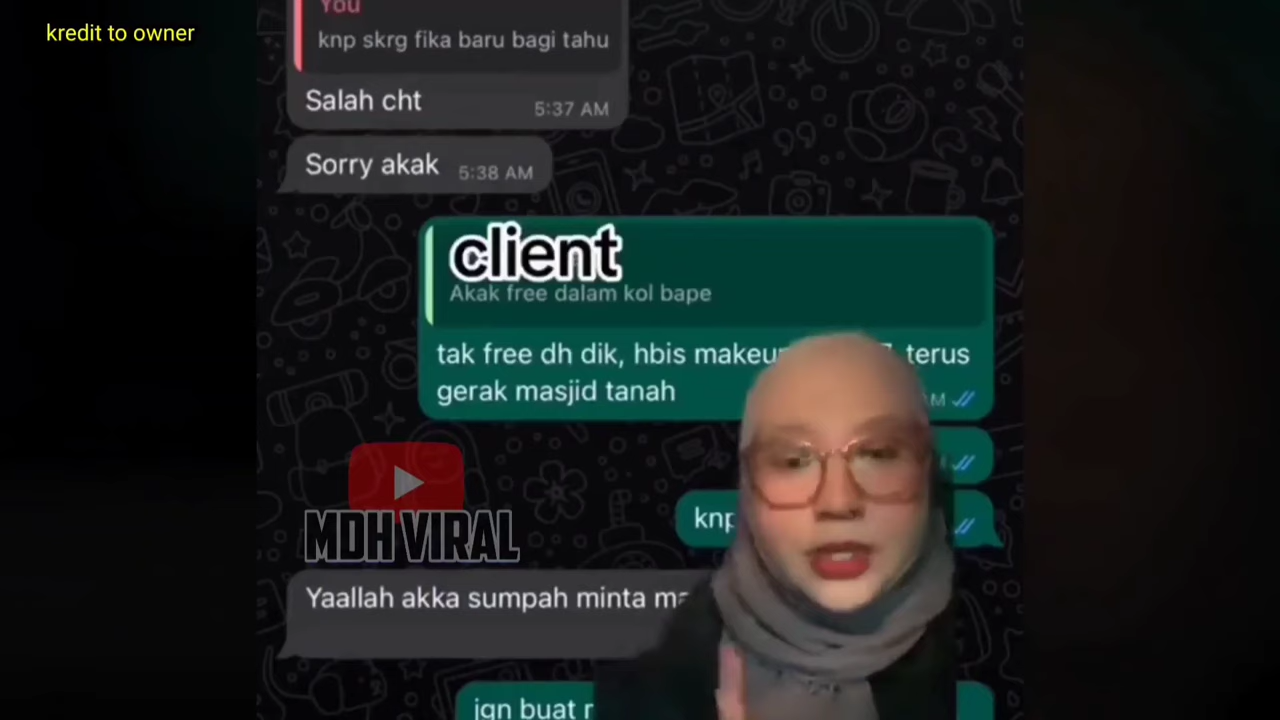 kredit to owner
You
knp skrg fika baru bagi tahu
Salah cht
5:37 AM
Sorry akak
5:38 AM
client
Akak free dalam kol bape
tak free dh dik, hbis makeup terus
gerak masjid tanah
AM
knp
MDH VIRAL
Yaallah akka sumpah minta
jgn buat